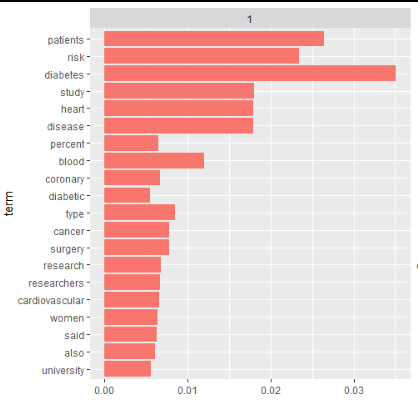 1
patients
risk
diabetes
study
heart
disease
percent
blood
coronary
diabetic
type
cancer
surgery
research
researchers
cardiovascular
women
said
also
university
term
0.00 0.01 0.02 0.03